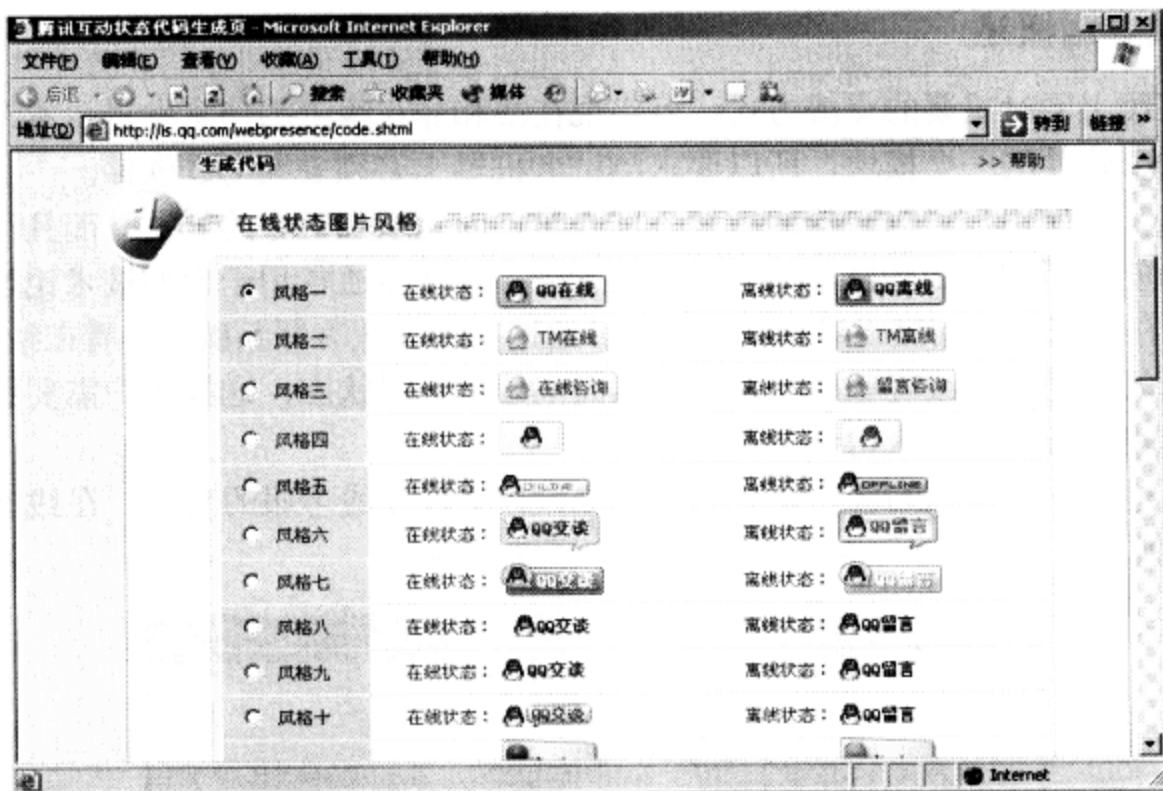 腾讯互动状态代码生成页 - Microsoft Internet Explorer
文件(F) 编辑(E) 查看(V) 收藏(A) 工具(T) 帮助(H)
后退 搜索 收藏夹 媒体
地址(D) http://is.qq.com/webpresence/code.shtml 转到 链接 »
生成代码 >> 帮助
1 在线状态图片风格
风格一 在线状态： QQ在线 离线状态： QQ离线
风格二 在线状态： TM在线 离线状态： TM离线
风格三 在线状态： 在线咨询 离线状态： 留言咨询
风格四 在线状态： 离线状态：
风格五 在线状态： ONLINE 离线状态： OFFLINE
风格六 在线状态： QQ交谈 离线状态： QQ留言
风格七 在线状态： QQ交谈 离线状态： QQ留言
风格八 在线状态： QQ交谈 离线状态： QQ留言
风格九 在线状态： QQ交谈 离线状态： QQ留言
风格十 在线状态： QQ交谈 离线状态： QQ留言
Internet